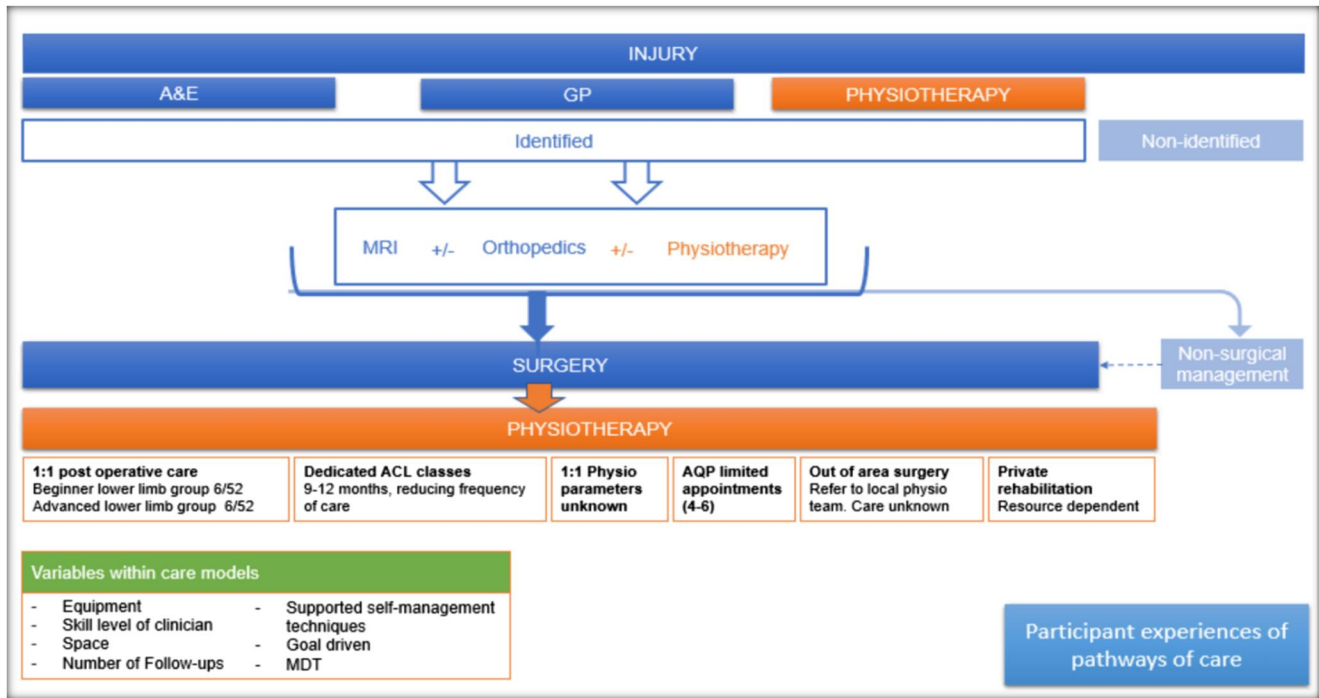 INJURY
A&E
GP
PHYSIOTHERAPY
Identified
Non-identified
MRI +/- Orthopedics +/- Physiotherapy
SURGERY
Non-surgical
management
PHYSIOTHERAPY
1:1 post operative care
Beginner lower limb group 6/52
Advanced lower limb group 6/52
Dedicated ACL classes
9-12 months, reducing frequency
of care
1:1 Physio
parameters
unknown
AQP limited
appointments
(4-6)
Out of area surgery
Refer to local physio
team. Care unknown
Private
rehabilitation
Resource dependent
Variables within care models
- Equipment
- Skill level of clinician
- Space
- Number of Follow-ups
- Supported self-management
techniques
- Goal driven
- MDT
Participant experiences of
pathways of care